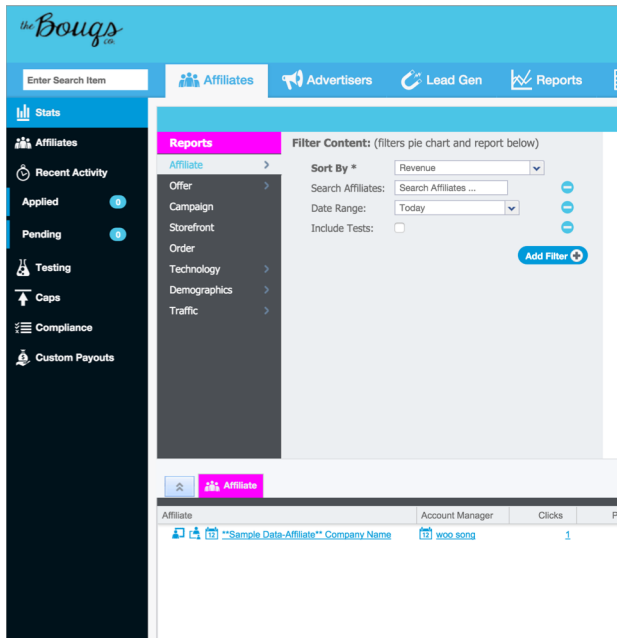 the Bouqs co.
Enter Search Item
Affiliates
Advertisers
Lead Gen
Reports
Stats
Affiliates
Recent Activity
Applied 0
Pending 0
Testing
Caps
Compliance
Custom Payouts
Reports
Affiliate
Offer
Campaign
Storefront
Order
Technology
Demographics
Traffic
Filter Content: (filters pie chart and report below)
Sort By * Revenue
Search Affiliates: Search Affiliates ...
Date Range: Today
Include Tests:
Add Filter
Affiliate
Affiliate Account Manager Clicks P
12 **Sample Data-Affiliate** Company Name 12 woo song 1